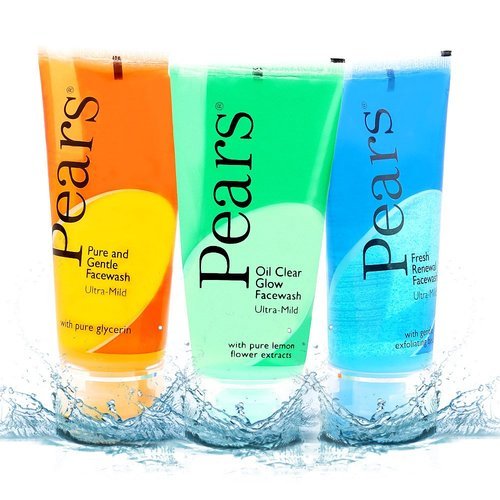 Pears®
Pure and
Gentle
Facewash
Ultra-Mild
with pure glycerin
Pears®
Oil Clear
Glow
Facewash
Ultra-Mild
with pure lemon
flower extracts
Pears®
Fresh
Renewal
Facewash
Ultra-Mild
with
exfoliating